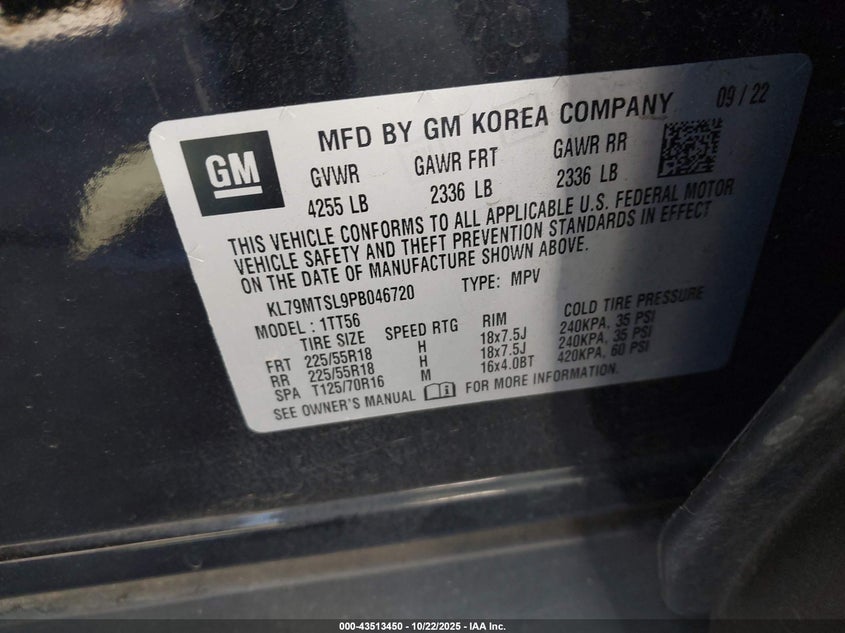 GM
MFD BY GM KOREA COMPANY 09 / 22
GVWR GAWR FRT GAWR RR
4255 LB 2336 LB 2336 LB
THIS VEHICLE CONFORMS TO ALL APPLICABLE U.S. FEDERAL MOTOR
VEHICLE SAFETY AND THEFT PREVENTION STANDARDS IN EFFECT
ON THE DATE OF MANUFACTURE SHOWN ABOVE.
KL79MTSL9PB046720 TYPE: MPV
MODEL: 1TT56
TIRE SIZE SPEED RTG RIM COLD TIRE PRESSURE
FRT 225/55R18 H 18x7.5J 240KPA, 35 PSI
RR 225/55R18 H 18x7.5J 240KPA, 35 PSI
SPA T125/70R16 M 16x4.0BT 420KPA, 60 PSI
SEE OWNER'S MANUAL FOR MORE INFORMATION.
000-43513450 - 10/22/2025 - IAA Inc.